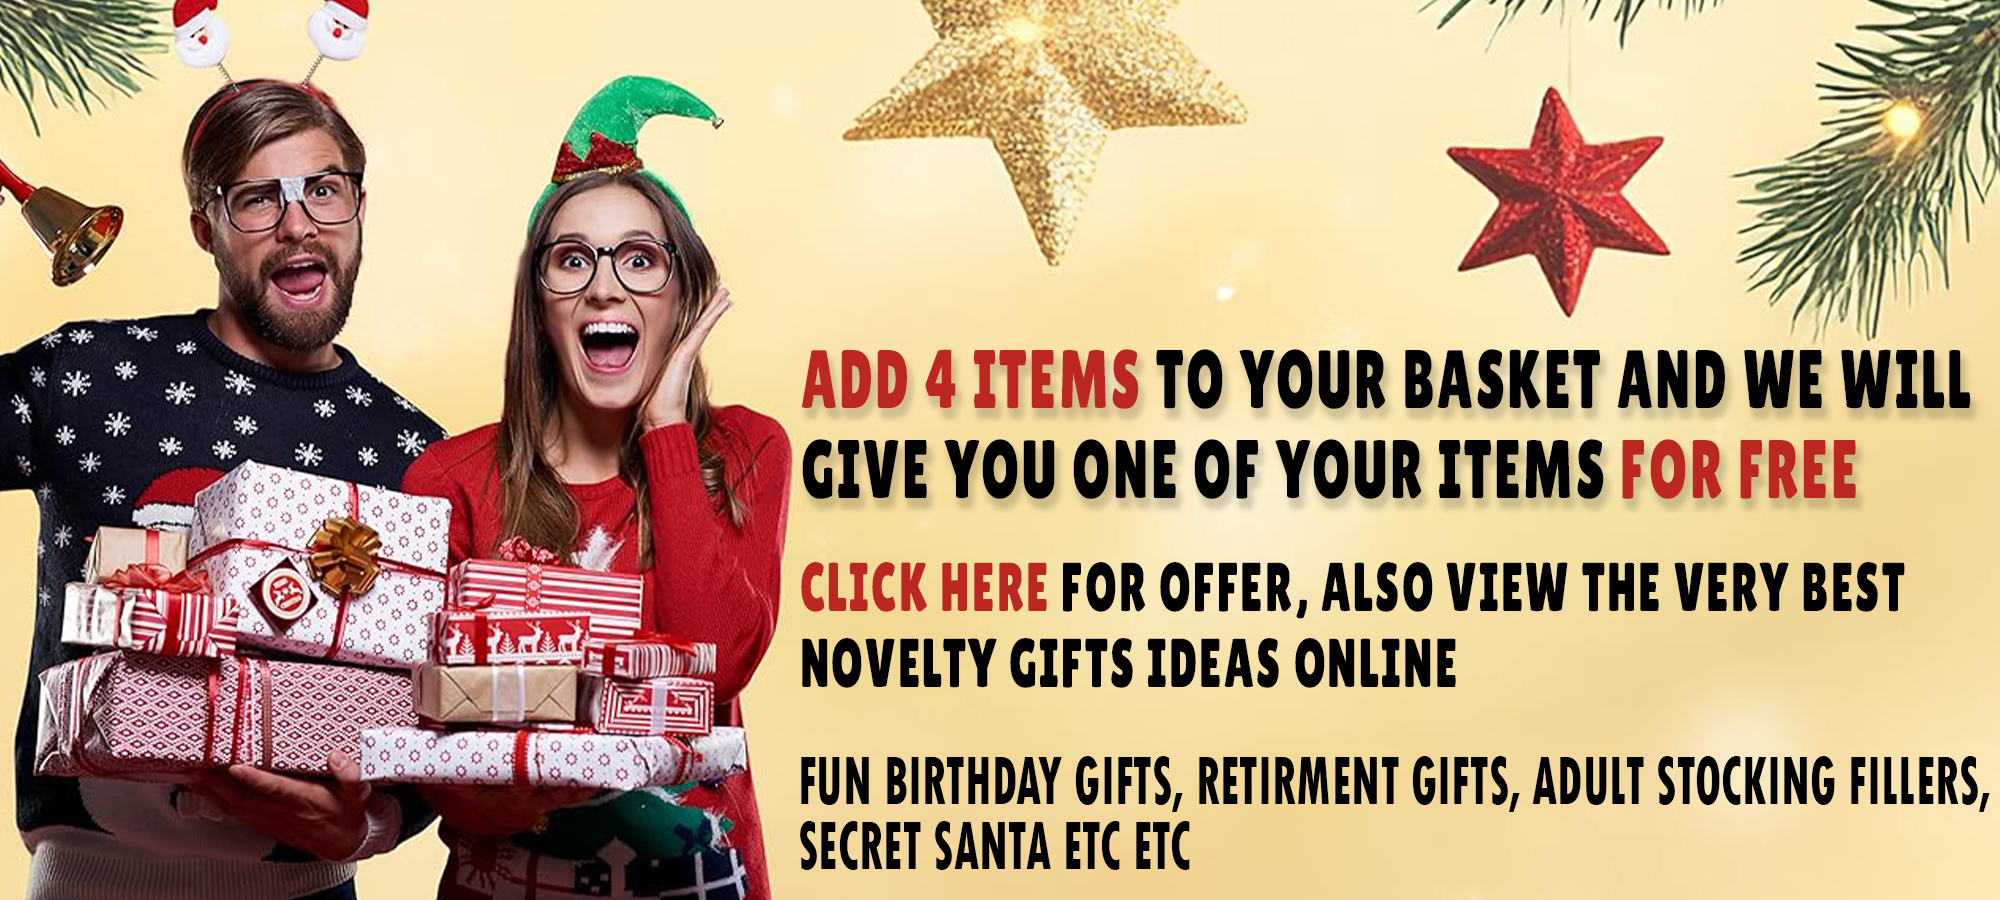 ADD 4 ITEMS TO YOUR BASKET AND WE WILL
GIVE YOU ONE OF YOUR ITEMS FOR FREE
CLICK HERE FOR OFFER, ALSO VIEW THE VERY BEST
NOVELTY GIFTS IDEAS ONLINE
FUN BIRTHDAY GIFTS, RETIRMENT GIFTS, ADULT STOCKING FILLERS,
SECRET SANTA ETC ETC